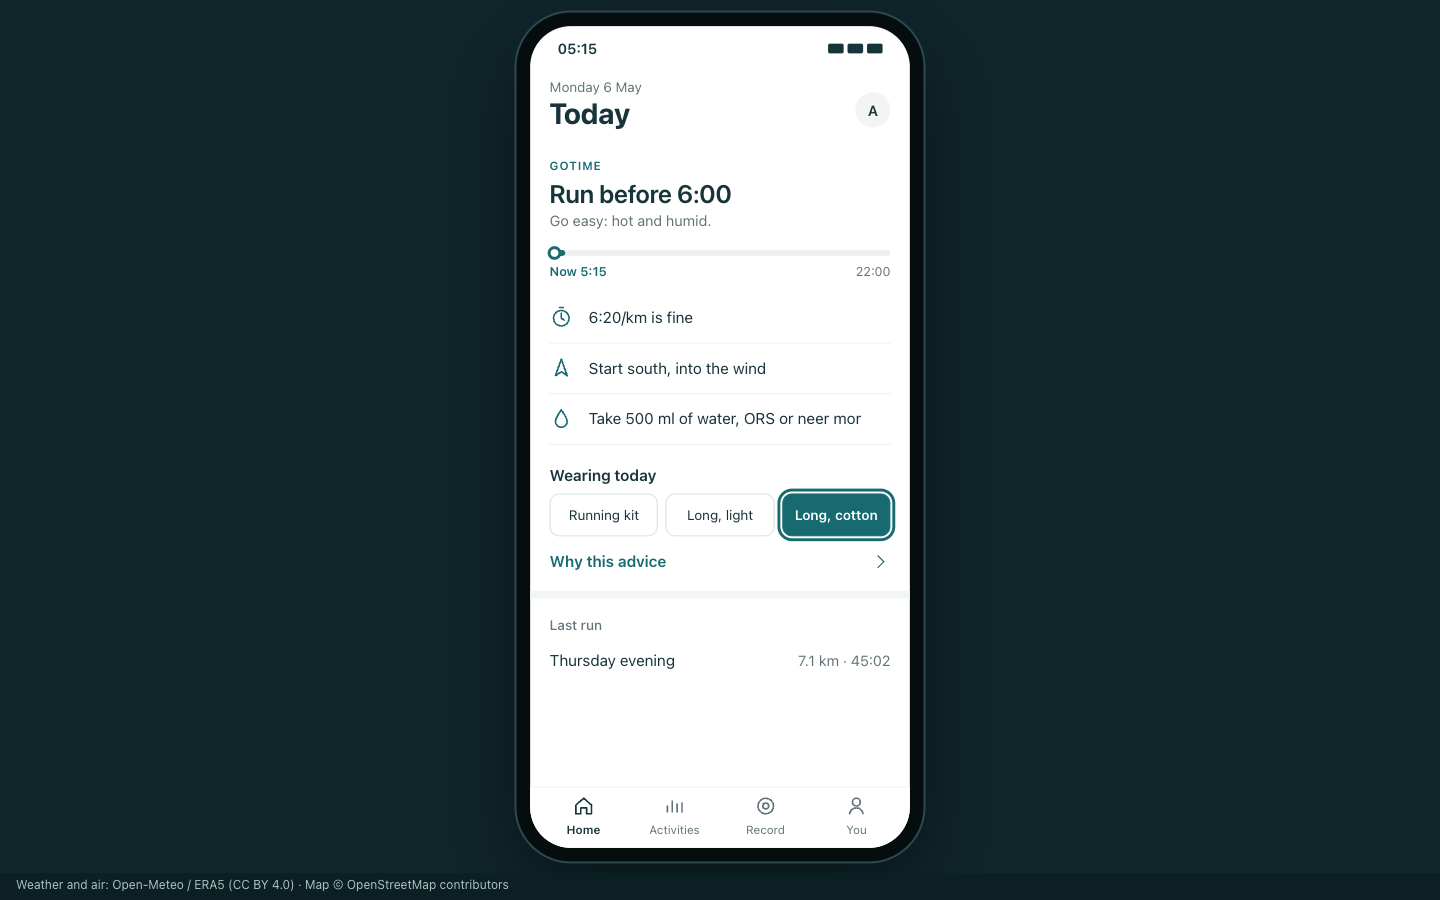 05:15
Monday 6 May
Today
A
GOTIME
Run before 6:00
Go easy: hot and humid.
Now 5:15
22:00
6:20/km is fine
Start south, into the wind
Take 500 ml of water, ORS or neer mor
Wearing today
Running kit
Long, light
Long, cotton
Why this advice
Last run
Thursday evening
7.1 km · 45:02
Home
Activities
Record
You
Weather and air: Open-Meteo / ERA5 (CC BY 4.0) · Map © OpenStreetMap contributors